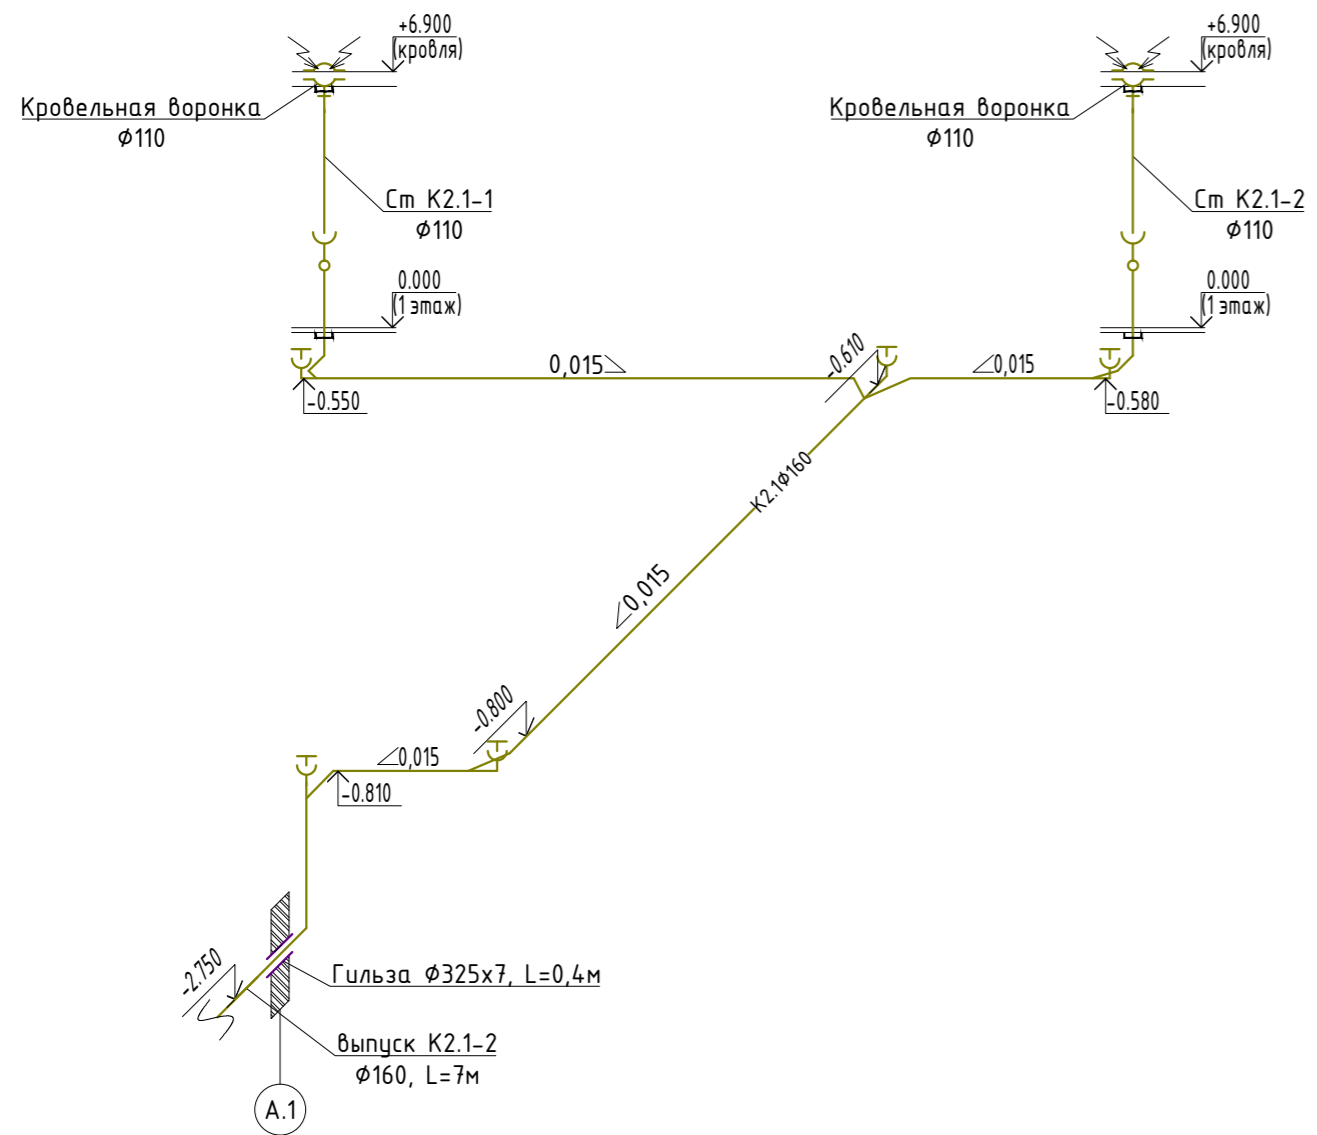 +6.900
(кровля)
Кровельная воронка
Ф110
Ст К2.1-1
Ф110
0.000
(1 этаж)
+6.900
(кровля)
Кровельная воронка
Ф110
Ст К2.1-2
Ф110
0.000
(1 этаж)
0,015
-0.610
0,015
-0.550
-0.580
К2.1Ф160
0,015
-0.800
0,015
-0.810
-2.750
Гильза Ф325х7, L=0,4м
выпуск К2.1-2
Ф160, L=7м
А.1